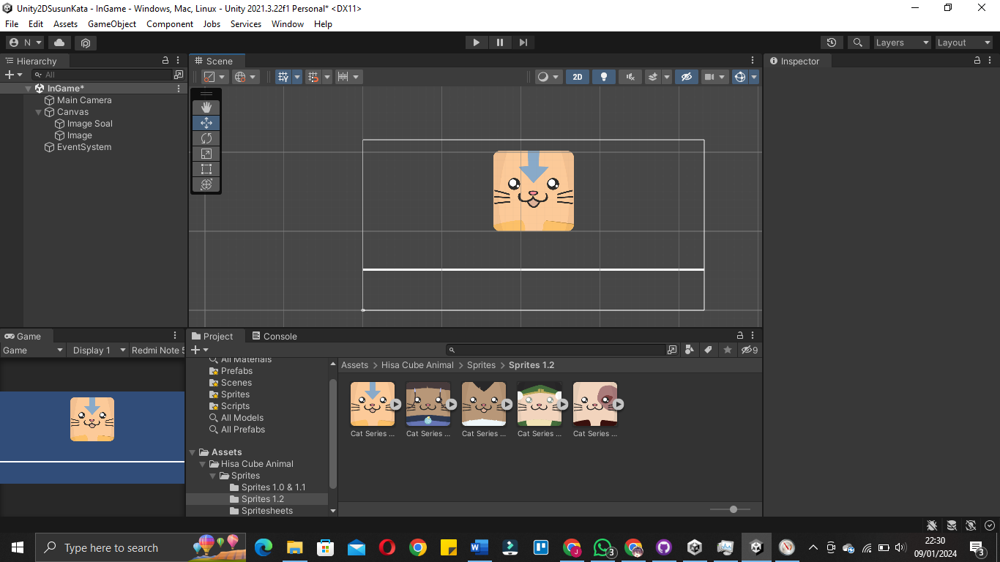 Unity2DSusunKata - InGame - Windows, Mac, Linux - Unity 2021.3.22f1 Personal* <DX11>
File Edit Assets GameObject Component Jobs Services Window Help
N Layers Layout
Hierarchy
All
InGame*
Main Camera
Canvas
Image Soal
Image
EventSystem
Scene
2D
Inspector
Game
Game Display 1 Redmi Note 5
Project Console
9
All Materials
Prefabs
Scenes
Sprites
Scripts
All Models
All Prefabs
Assets
Hisa Cube Animal
Sprites
Sprites 1.0 & 1.1
Sprites 1.2
Spritesheets
Assets > Hisa Cube Animal > Sprites > Sprites 1.2
Cat Series ... Cat Series ... Cat Series ... Cat Series ... Cat Series ...
Type here to search
W
J
3
22:30
09/01/2024
3